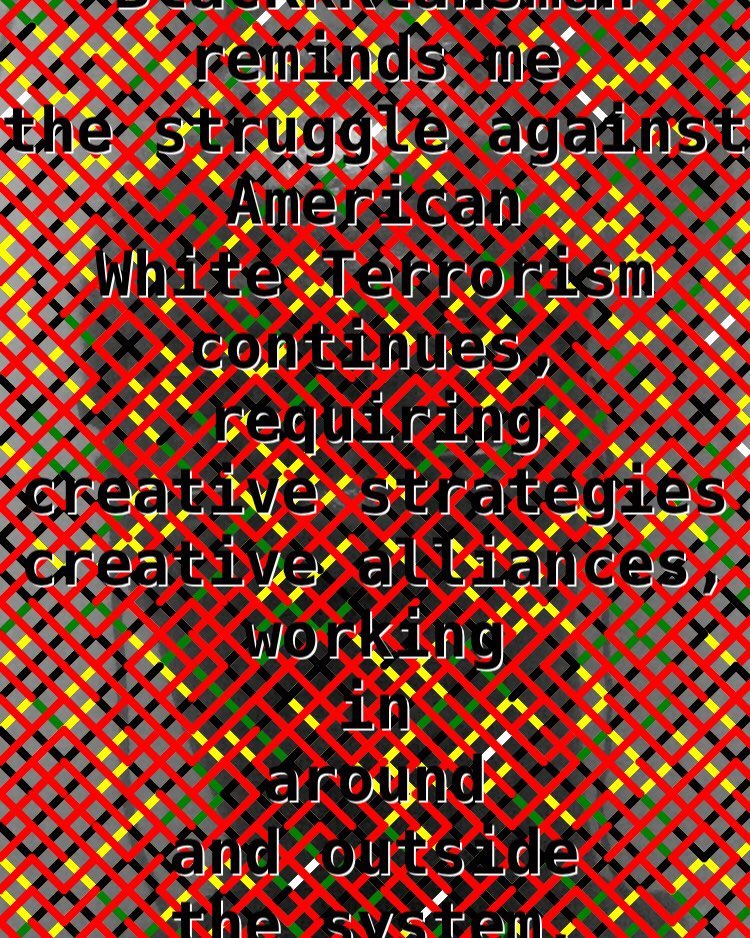 BlacKkKlansman
reminds me
the struggle against
American
White Terrorism
continues,
requiring
creative strategies
creative alliances,
working
in
around
and outside
the system.